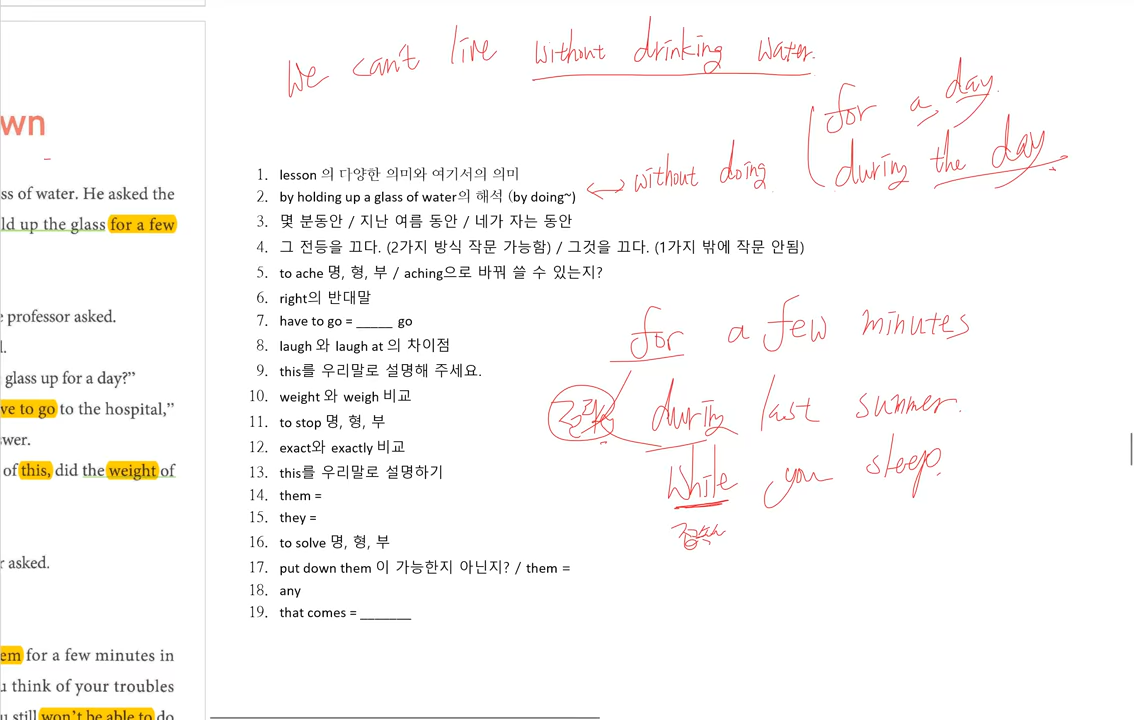 We can't live without drinking water.
for a day.
during the day
without doing
wn
ss of water. He asked the
ld up the glass for a few
e professor asked.
l.
glass up for a day?"
ve to go to the hospital,"
swer.
of this, did the weight of
r asked.
em for a few minutes in
u think of your troubles
u still won't be able to do
1. lesson 의 다양한 의미와 여기서의 의미
2. by holding up a glass of water의 해석 (by doing~)
3. 몇 분동안 / 지난 여름 동안 / 네가 자는 동안
4. 그 전등을 끄다. (2가지 방식 작문 가능함) / 그것을 끄다. (1가지 밖에 작문 안됨)
5. to ache 명, 형, 부 / aching으로 바꿔 쓸 수 있는지?
6. right의 반대말
7. have to go = _____ go
8. laugh 와 laugh at 의 차이점
9. this를 우리말로 설명해 주세요.
10. weight 와 weigh 비교
11. to stop 명, 형, 부
12. exact와 exactly 비교
13. this를 우리말로 설명하기
14. them =
15. they =
16. to solve 명, 형, 부
17. put down them 이 가능한지 아닌지? / them =
18. any
19. that comes = _______
for a few minutes
during last summer.
While you sleep.